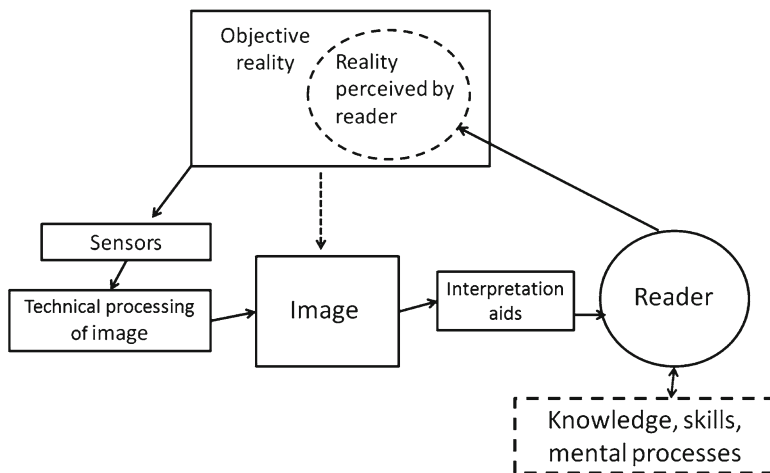 Objective
reality
Reality
perceived by
reader
Sensors
Technical processing
of image
Image
Interpretation
aids
Reader
Knowledge, skills,
mental processes